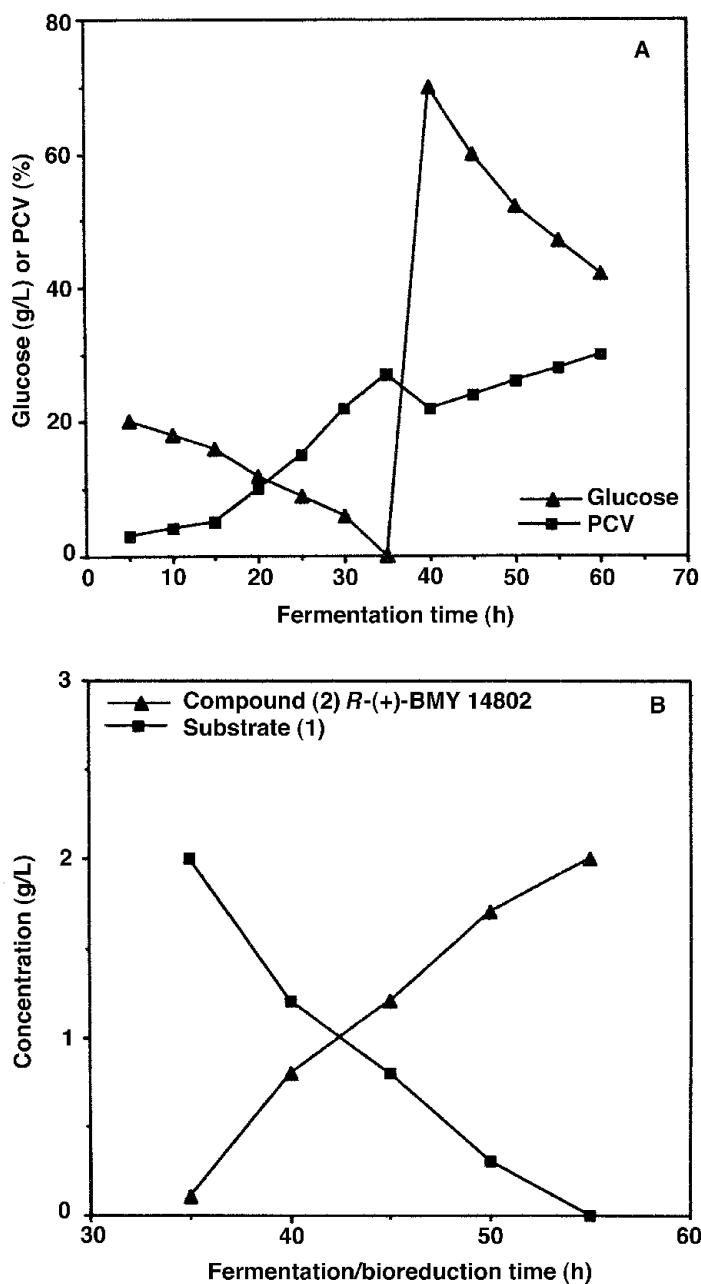 A
80
60
40
20
0
Glucose (g/L) or PCV (%)
Glucose
PCV
0 10 20 30 40 50 60 70
Fermentation time (h)
B
3
2
1
0
Concentration (g/L)
Compound (2) R-(+)-BMY 14802
Substrate (1)
30 40 50 60
Fermentation/bioreduction time (h)